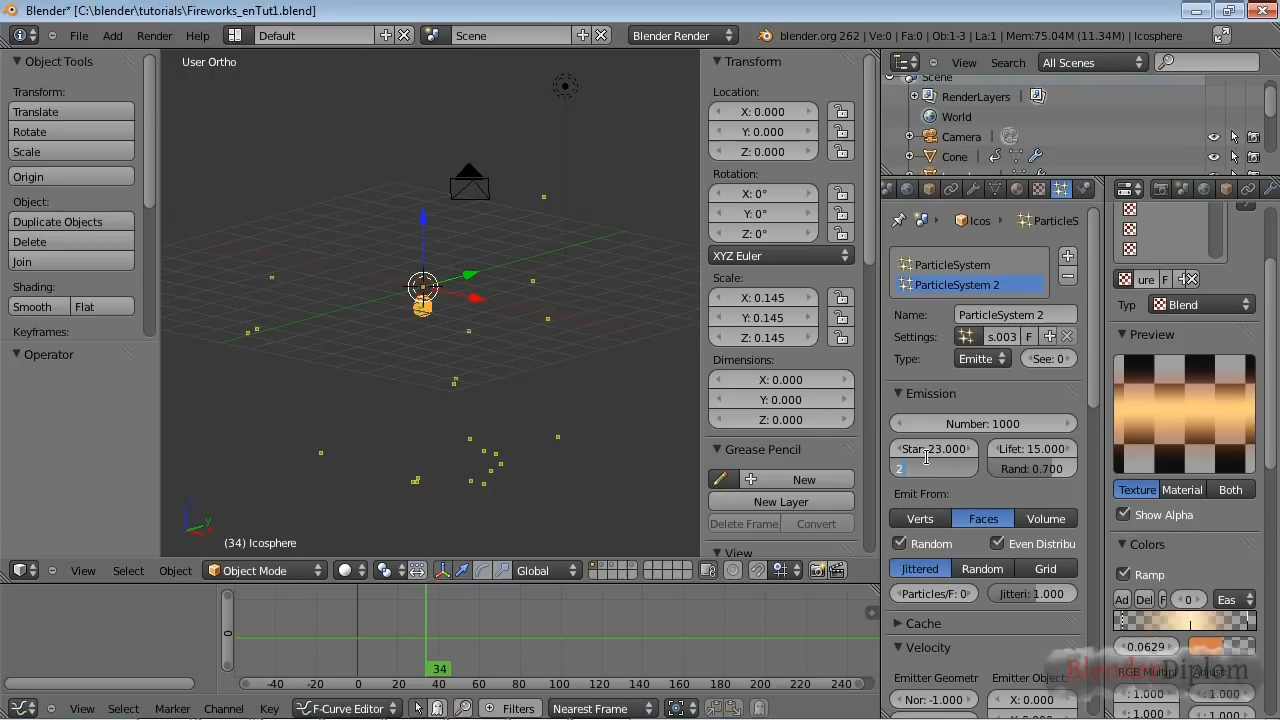 Blender* [C:\blender\tutorials\Fireworks_enTut1.blend]
File Add Render Help Default Scene Blender Render blender.org 262 | Ve:0 | Fa:0 | Ob:1-3 | La:1 | Mem:75.04M (11.34M) | Icosphere
Object Tools
Transform:
Translate
Rotate
Scale
Origin
Object:
Duplicate Objects
Delete
Join
Shading:
Smooth Flat
Keyframes:
Operator
User Ortho
(34) Icosphere
View Select Object Object Mode Global
Transform
Location:
X: 0.000
Y: 0.000
Z: 0.000
Rotation:
X: 0°
Y: 0°
Z: 0°
XYZ Euler
Scale:
X: 0.145
Y: 0.145
Z: 0.145
Dimensions:
X: 0.000
Y: 0.000
Z: 0.000
Grease Pencil
New
New Layer
Delete Frame Convert
View
View Search All Scenes
Scene
RenderLayers
World
Camera
Cone
Icos ParticleS
ParticleSystem
ParticleSystem 2
Name: ParticleSystem 2
Settings: s.003 F
Type: Emitte See: 0
Emission
Number: 1000
Star: 23.000 Lifet: 15.000
2 Rand: 0.700
Emit From:
Verts Faces Volume
Random Even Distribu
Jittered Random Grid
Particles/F: 0 Jitteri: 1.000
Cache
Velocity
Emitter Geometr Emitter Object:
Nor: -1.000 X: 0.000
ure F
Typ Blend
Preview
Texture Material Both
Show Alpha
Colors
Ramp
Ad Del F 0 Eas
0.0629
RGB Multipl Adjust
: 1.000 : 1.000
BlenderDiplom
0
34
-40 -20 0 20 40 60 80 100 120 140 160 180 200 220 240
View Select Marker Channel Key F-Curve Editor Filters Nearest Frame